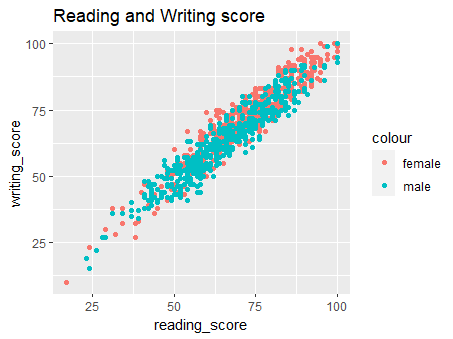 Reading and Writing score
writing_score
100
75
50
25
25
50
75
100
reading_score
colour
female
male